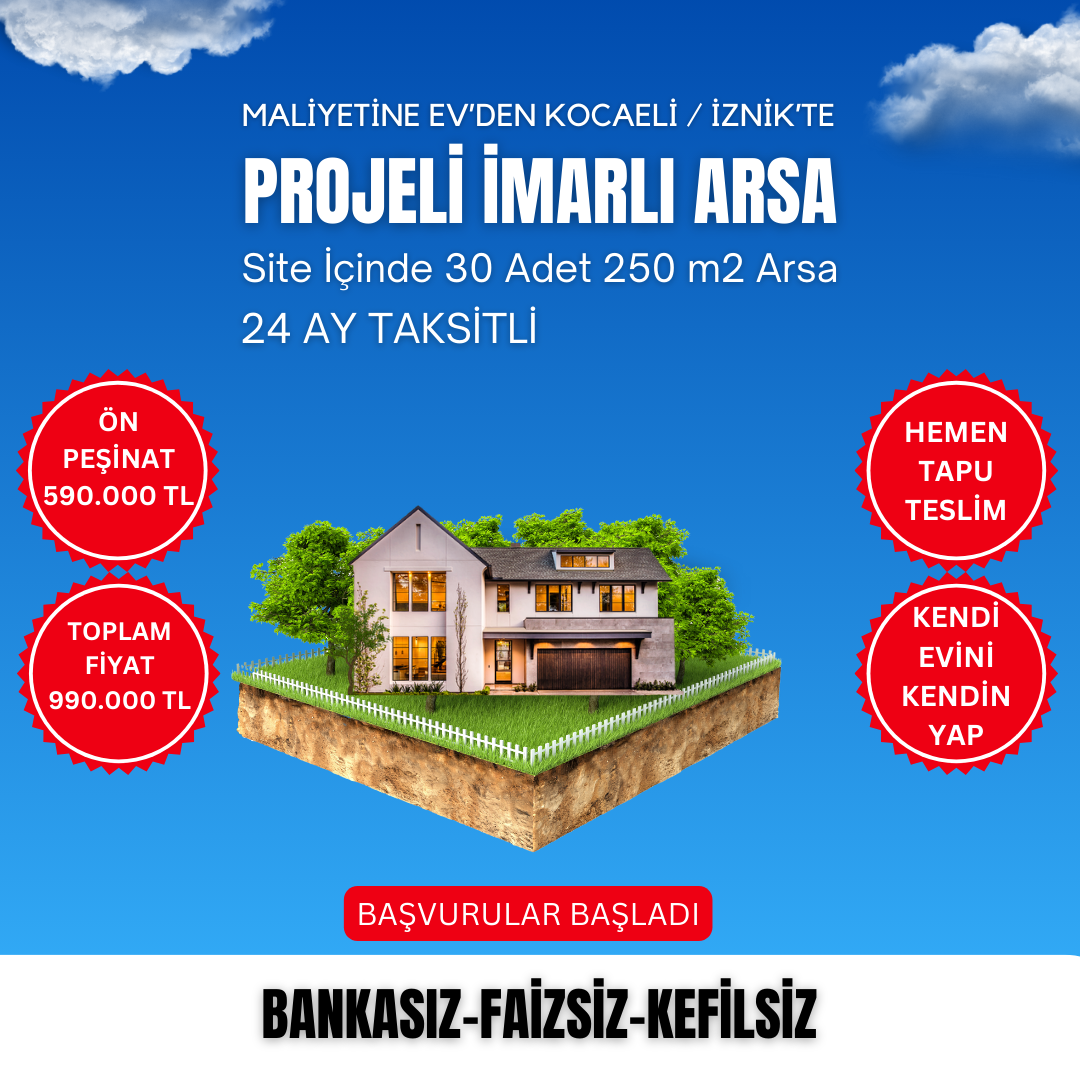 MALİYETİNE EV'DEN KOCAELİ / İZNİK'TE
PROJELİ İMARLI ARSA
Site İçinde 30 Adet 250 m2 Arsa
24 AY TAKSİTLİ
ÖN
PEŞİNAT
590.000 TL
TOPLAM
FİYAT
990.000 TL
HEMEN
TAPU
TESLİM
KENDİ
EVİNİ
KENDİN
YAP
BAŞVURULAR BAŞLADI
BANKASIZ-FAİZSİZ-KEFİLSİZ